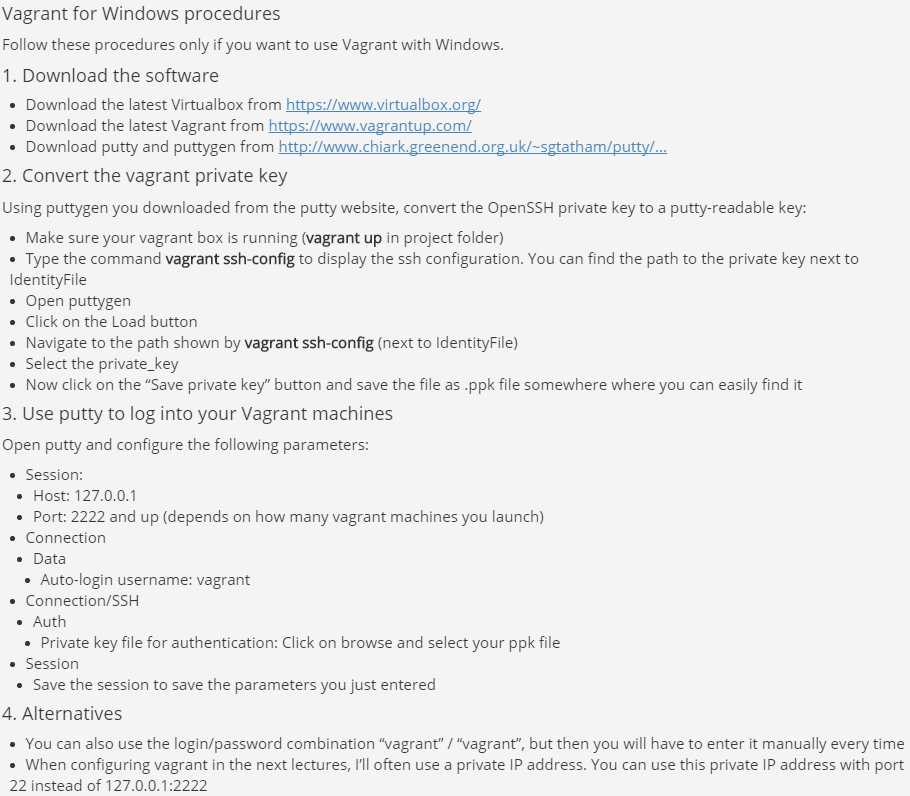 Vagrant for Windows procedures
Follow these procedures only if you want to use Vagrant with Windows.
1. Download the software
• Download the latest Virtualbox from https://www.virtualbox.org/
• Download the latest Vagrant from https://www.vagrantup.com/
• Download putty and puttygen from http://www.chiark.greenend.org.uk/~sgtatham/putty/...
2. Convert the vagrant private key
Using puttygen you downloaded from the putty website, convert the OpenSSH private key to a putty-readable key:
• Make sure your vagrant box is running (vagrant up in project folder)
• Type the command vagrant ssh-config to display the ssh configuration. You can find the path to the private key next to
IdentityFile
• Open puttygen
• Click on the Load button
• Navigate to the path shown by vagrant ssh-config (next to IdentityFile)
• Select the private_key
• Now click on the “Save private key” button and save the file as .ppk file somewhere where you can easily find it
3. Use putty to log into your Vagrant machines
Open putty and configure the following parameters:
• Session:
• Host: 127.0.0.1
• Port: 2222 and up (depends on how many vagrant machines you launch)
• Connection
• Data
• Auto-login username: vagrant
• Connection/SSH
• Auth
• Private key file for authentication: Click on browse and select your ppk file
• Session
• Save the session to save the parameters you just entered
4. Alternatives
• You can also use the login/password combination “vagrant” / “vagrant”, but then you will have to enter it manually every time
• When configuring vagrant in the next lectures, I’ll often use a private IP address. You can use this private IP address with port
22 instead of 127.0.0.1:2222